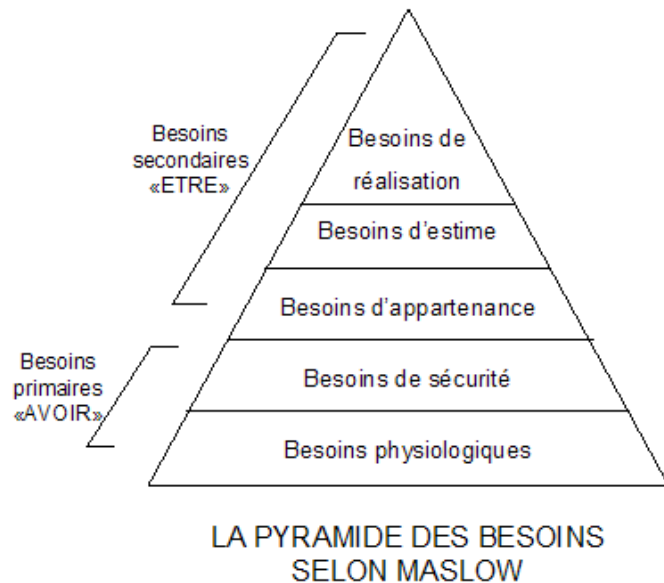 Besoins
secondaires
«ETRE»
Besoins de
réalisation
Besoins d'estime
Besoins d'appartenance
Besoins
primaires
«AVOIR»
Besoins de sécurité
Besoins physiologiques
LA PYRAMIDE DES BESOINS
SELON MASLOW